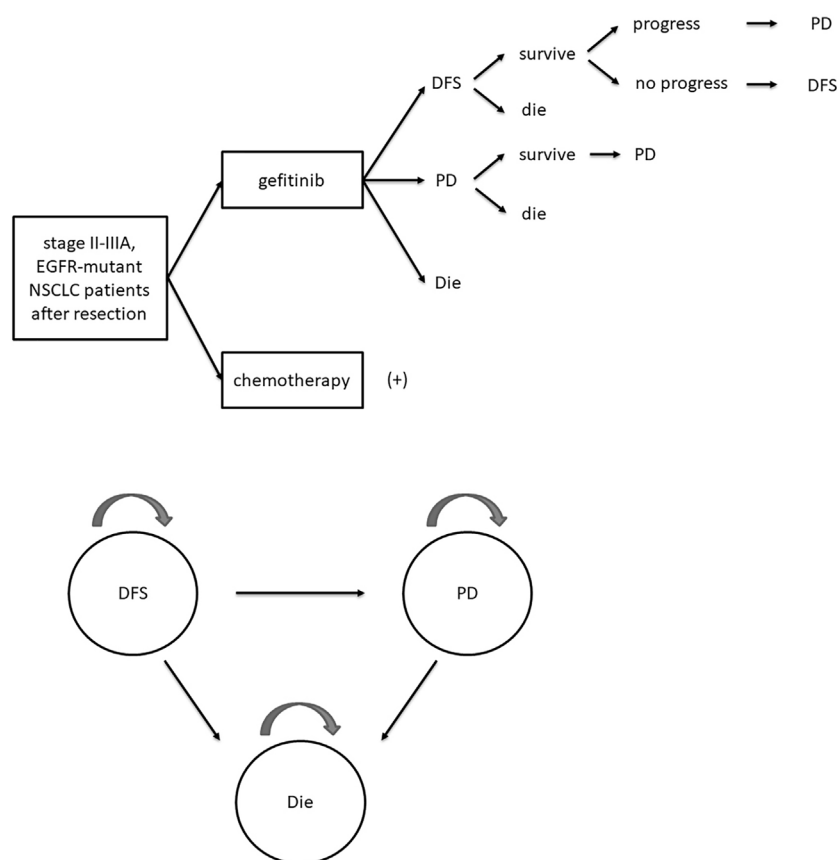 progress
PD
survive
DFS
no progress
DFS
die
survive
PD
gefitinib
PD
die
stage II-IIIA,
EGFR-mutant
NSCLC patients
after resection
Die
chemotherapy
(+)
DFS
PD
Die